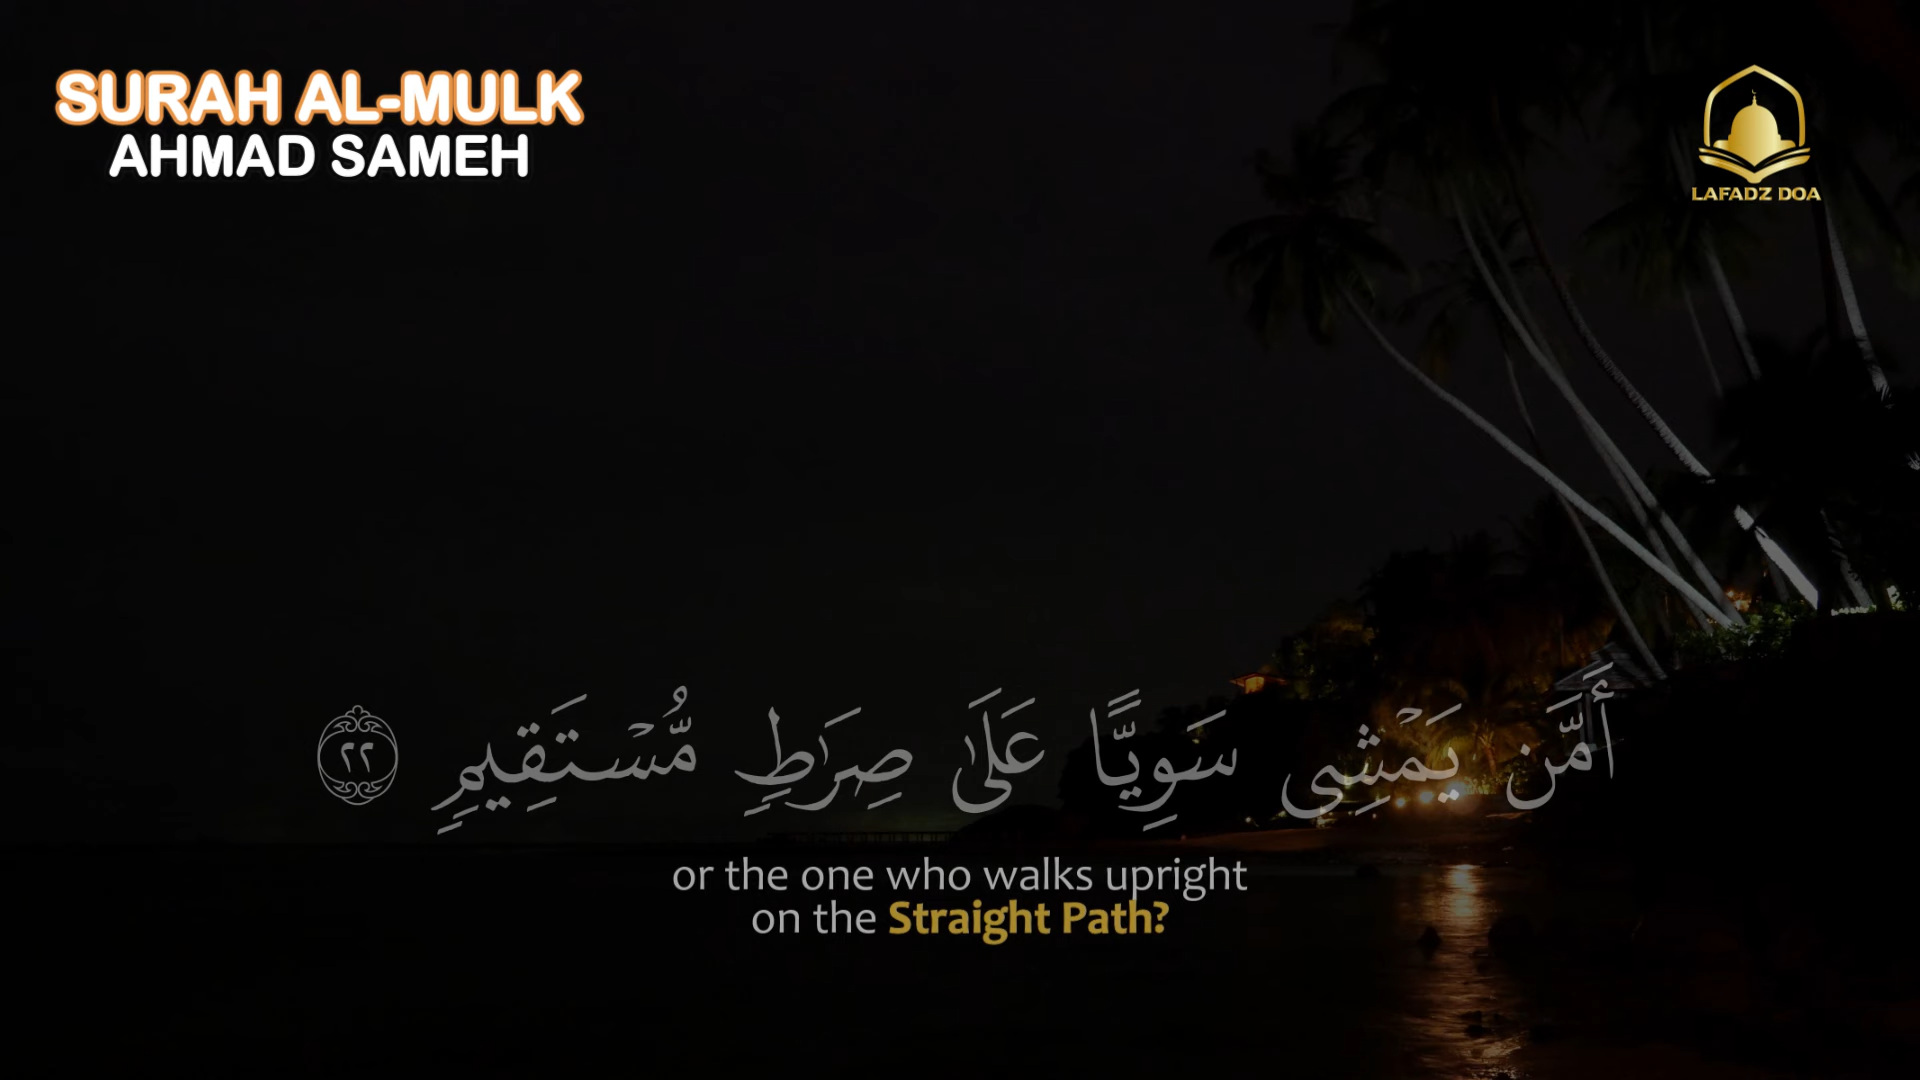 SURAH AL-MULK
AHMAD SAMEH
LAFADZ DOA
أَمَّن يَمْشِى سَوِيًّا عَلَىٰ صِرَٰطٍ مُّسْتَقِيمٍ ٢٢
or the one who walks upright
on the Straight Path?